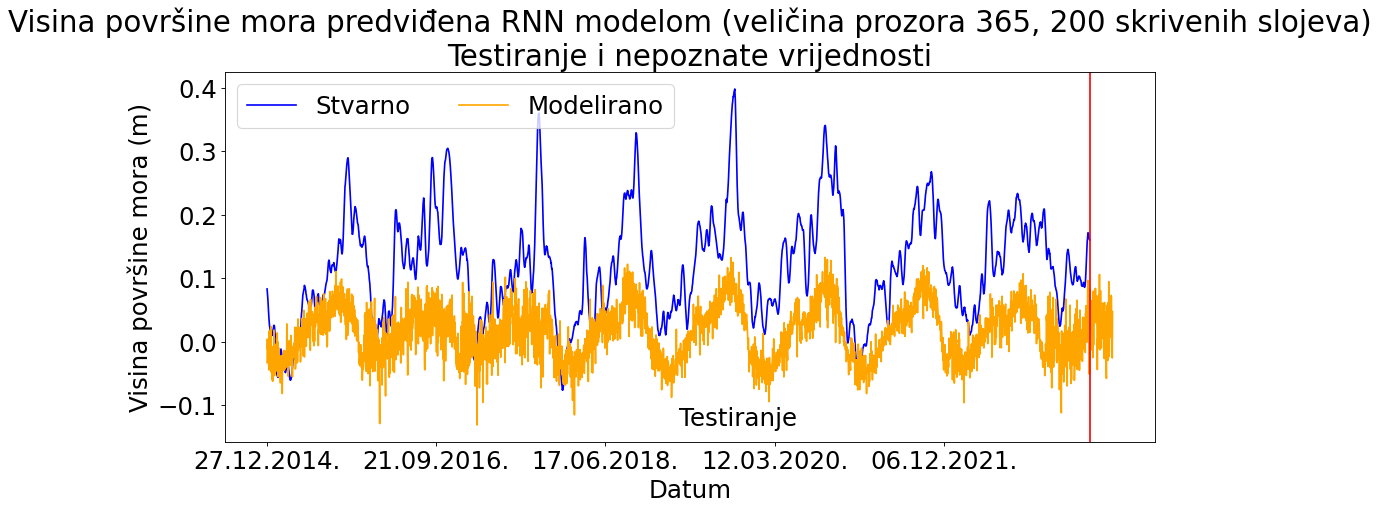 Visina površine mora predviđena RNN modelom (veličina prozora 365, 200 skrivenih slojeva)
Testiranje i nepoznate vrijednosti
Stvarno Modelirano
Visina površine mora (m)
0.4
0.3
0.2
0.1
0.0
−0.1
Testiranje
27.12.2014. 21.09.2016. 17.06.2018. 12.03.2020. 06.12.2021.
Datum